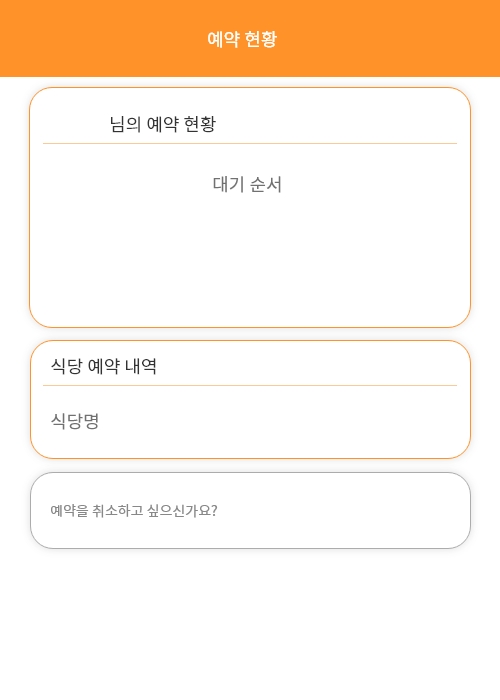 예약 현황
님의 예약 현황
대기 순서
식당 예약 내역
식당명
예약을 취소하고 싶으신가요?